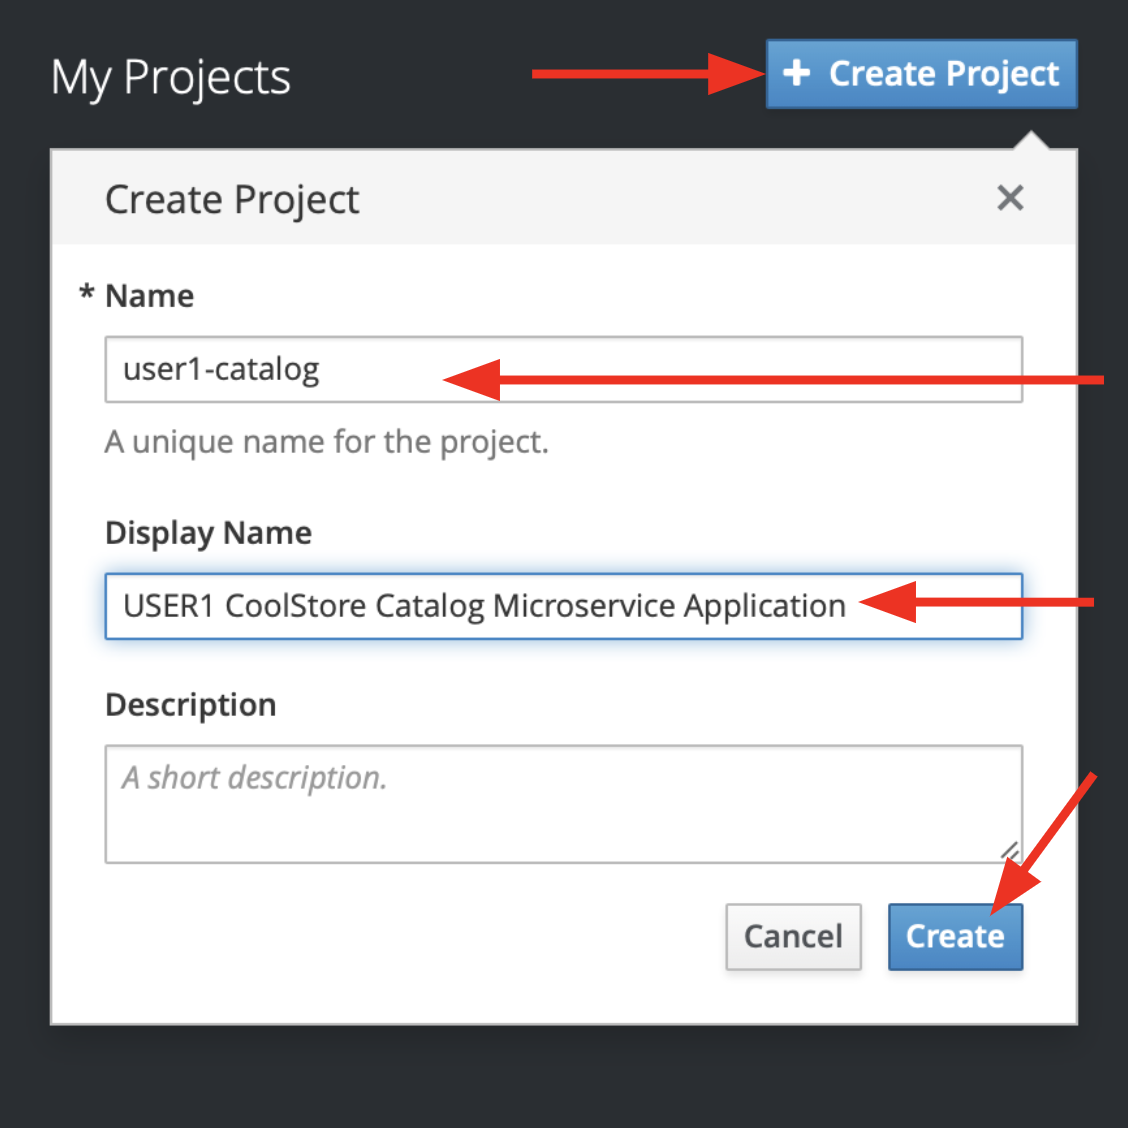 My Projects
+ Create Project
Create Project
* Name
user1-catalog
A unique name for the project.
Display Name
USER1 CoolStore Catalog Microservice Application
Description
A short description.
Cancel
Create